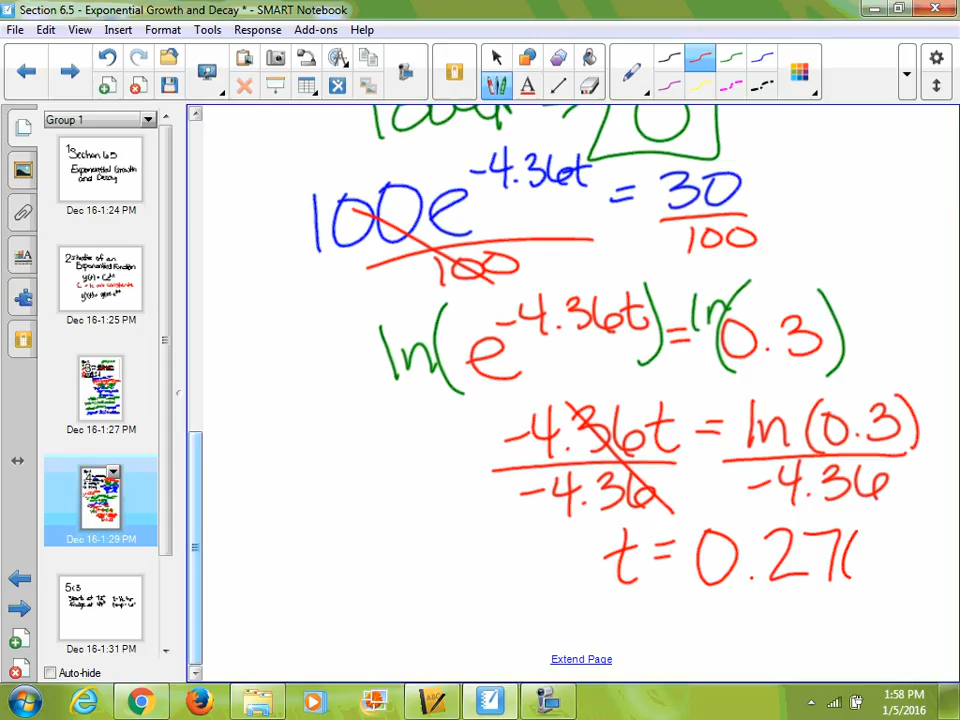 Section 6.5 - Exponential Growth and Decay * - SMART Notebook
File Edit View Insert Format Tools Response Add-ons Help
Group 1
Section 6.5
Exponential Growth
and Decay
Dec 16-1:24 PM
Exponential Function
Dec 16-1:25 PM
Dec 16-1:27 PM
Dec 16-1:29 PM
Dec 16-1:31 PM
Auto-hide
100e^-4.36t = 30
100 100
ln(e^-4.36t) = ln(0.3)
-4.36t = ln(0.3)
-4.36 -4.36
t = 0.27
Extend Page
1:58 PM
1/5/2016